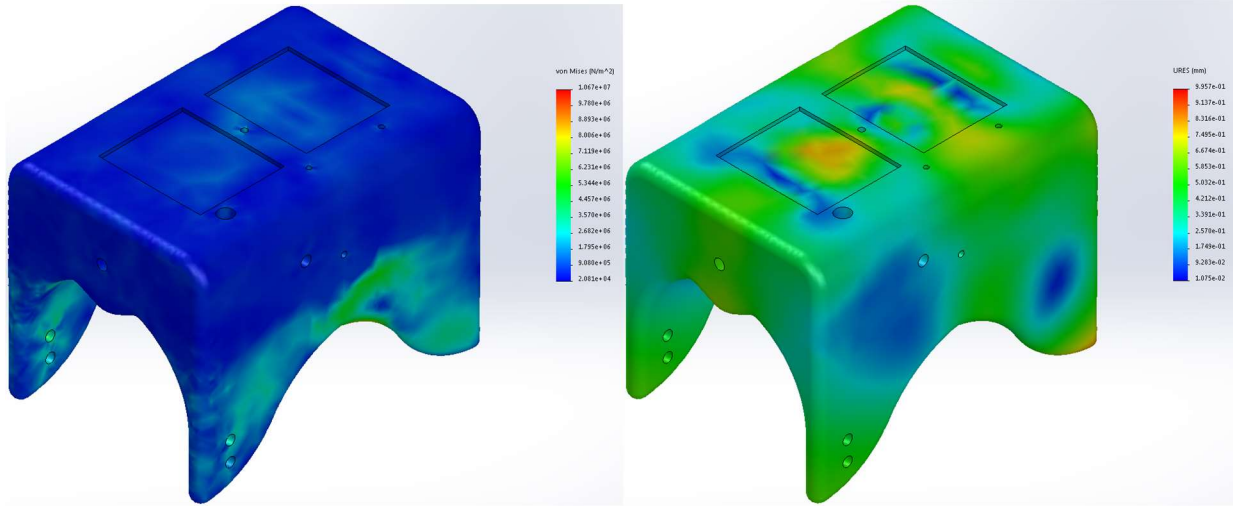 von Mises (N/m^2)
1.067e+07
9.780e+06
8.893e+06
8.006e+06
7.119e+06
6.231e+06
5.344e+06
4.457e+06
3.570e+06
2.682e+06
1.795e+06
9.080e+05
2.081e+04
URES (mm)
9.957e-01
9.137e-01
8.316e-01
7.495e-01
6.674e-01
5.853e-01
5.032e-01
4.212e-01
3.391e-01
2.570e-01
1.749e-01
9.283e-02
1.075e-02